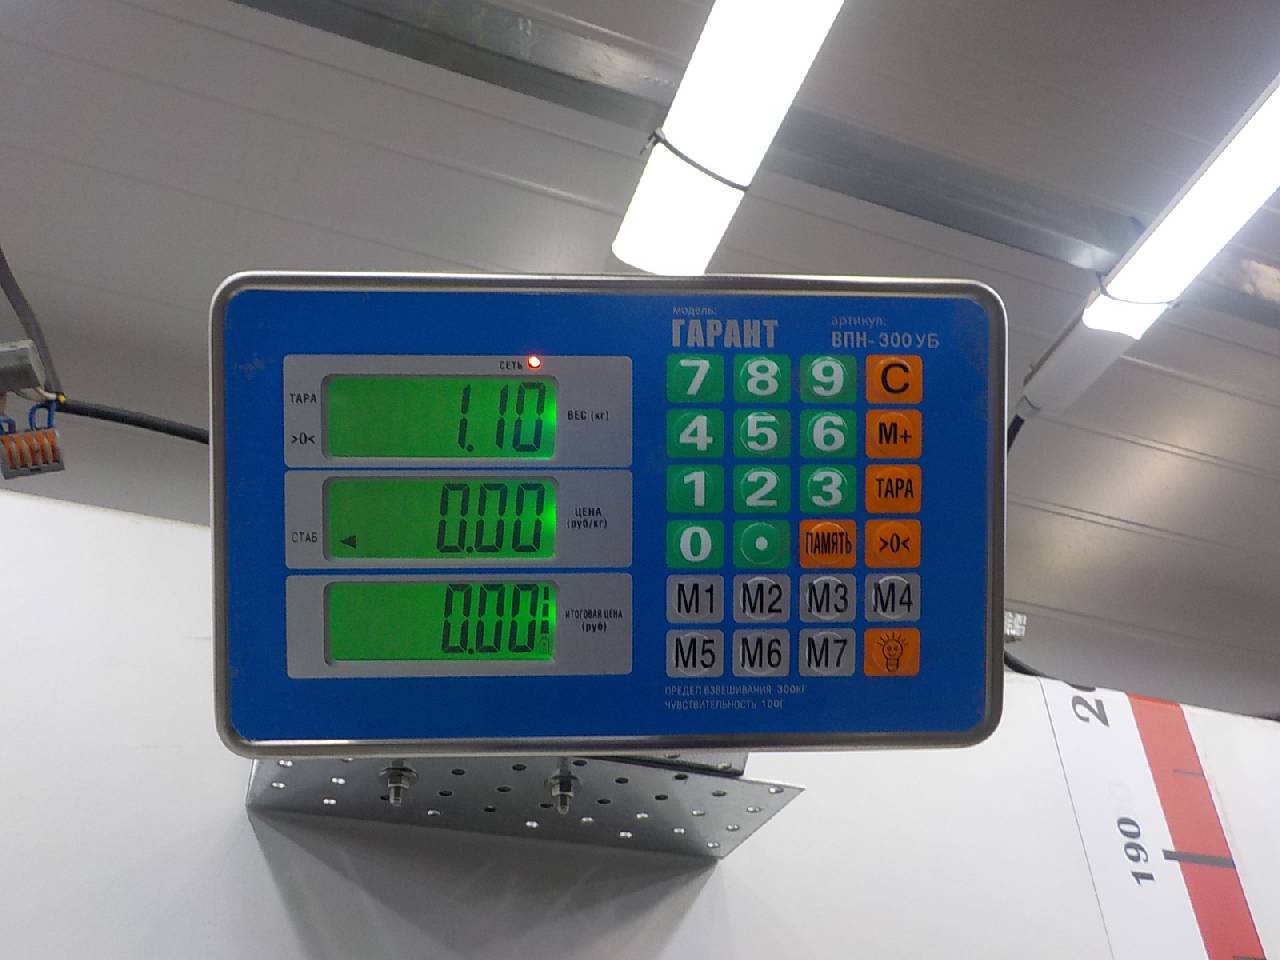 модель:
ГАРАНТ
артикул:
ВПН-300УБ
СЕТЬ
ТАРА
>0<
1.10
ВЕС (кг)
СТАБ
0.00
ЦЕНА
(руб/кг)
0.00
ИТОГОВАЯ ЦЕНА
(руб)
7 8 9 C
4 5 6 M+
1 2 3 ТАРА
0 • ПАМЯТЬ >0<
M1 M2 M3 M4
M5 M6 M7
ПРЕДЕЛ ВЗВЕШИВАНИЯ 300КГ
ЧУВСТВИТЕЛЬНОСТЬ 100Г
190